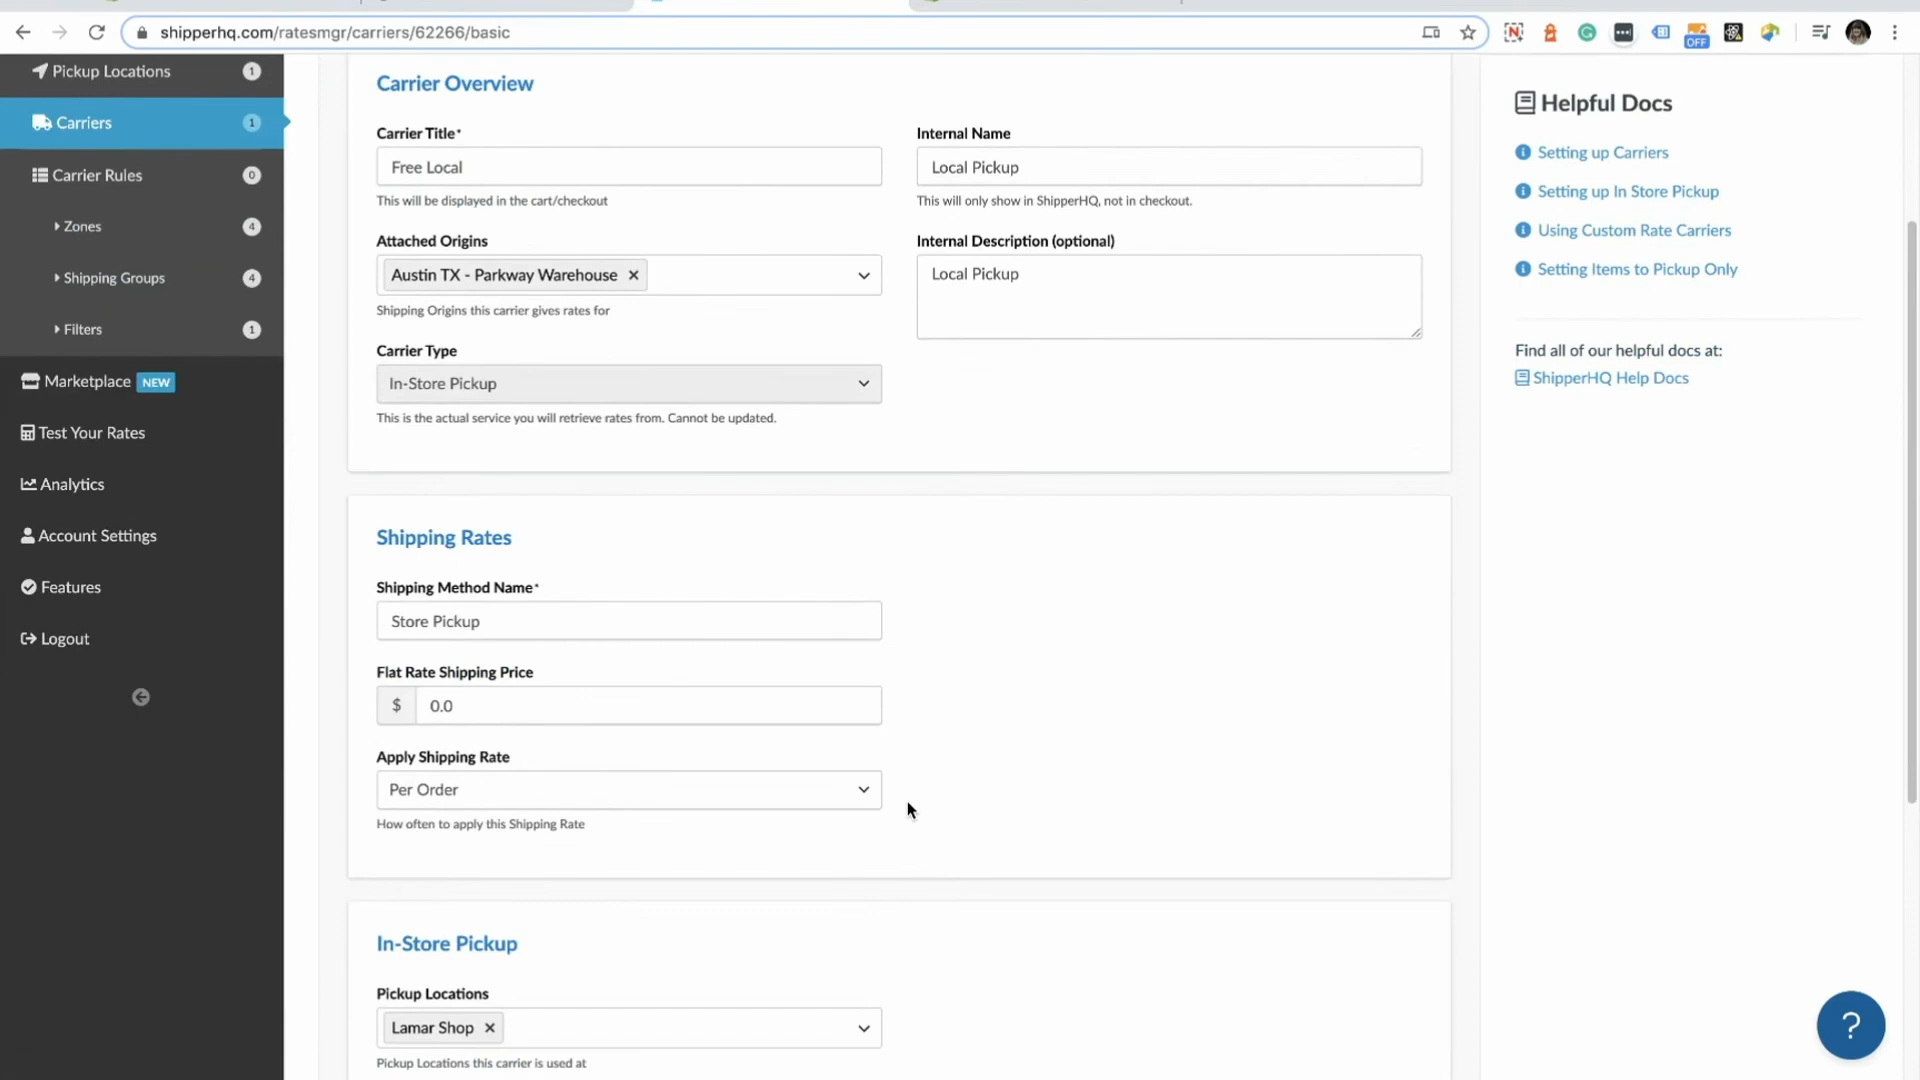 shipperhq.com/ratesmgr/carriers/62266/basic
OFF
Pickup Locations 1
Carriers 1
Carrier Rules 0
Zones 4
Shipping Groups 4
Filters 1
Marketplace NEW
Test Your Rates
Analytics
Account Settings
Features
Logout
Carrier Overview
Carrier Title*
Free Local
This will be displayed in the cart/checkout
Internal Name
Local Pickup
This will only show in ShipperHQ, not in checkout.
Attached Origins
Austin TX - Parkway Warehouse ×
Shipping Origins this carrier gives rates for
Internal Description (optional)
Local Pickup
Carrier Type
In-Store Pickup
This is the actual service you will retrieve rates from. Cannot be updated.
Shipping Rates
Shipping Method Name*
Store Pickup
Flat Rate Shipping Price
$ 0.0
Apply Shipping Rate
Per Order
How often to apply this Shipping Rate
In-Store Pickup
Pickup Locations
Lamar Shop ×
Pickup Locations this carrier is used at
Helpful Docs
Setting up Carriers
Setting up In Store Pickup
Using Custom Rate Carriers
Setting Items to Pickup Only
Find all of our helpful docs at:
ShipperHQ Help Docs
?